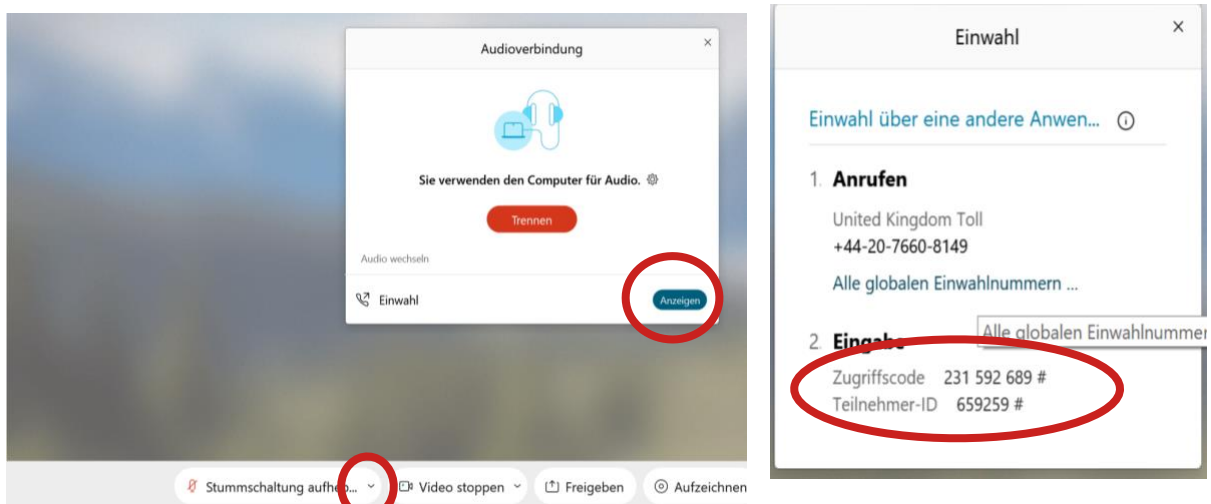 Audioverbindung
Sie verwenden den Computer für Audio.
Trennen
Audio wechseln
Einwahl
Anzeigen
Stummschaltung aufheb...
Video stoppen
Freigeben
Aufzeichnen
Einwahl
Einwahl über eine andere Anwen...
1. Anrufen
United Kingdom Toll
+44-20-7660-8149
Alle globalen Einwahlnummern ...
Alle globalen Einwahlnummer
2. Eingabe
Zugriffscode 231 592 689 #
Teilnehmer-ID 659259 #